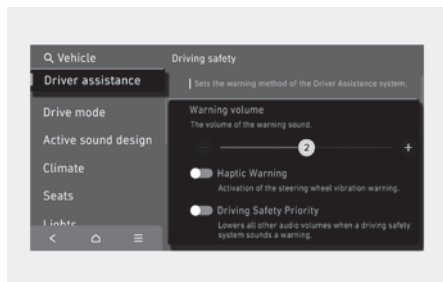 Vehicle
Driving safety
Driver assistance
Sets the warning method of the Driver Assistance system.
Drive mode
Active sound design
Climate
Seats
Lights
Warning volume
The volume of the warning sound.
2
Haptic Warning
Activation of the steering wheel vibration warning.
Driving Safety Priority
Lowers all other audio volumes when a driving safety
system sounds a warning.